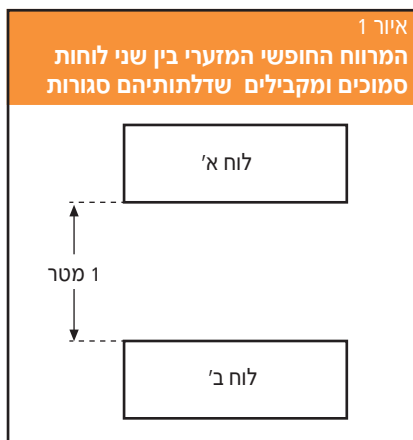 איור 1
המרווח החופשי המזערי בין שני לוחות
סמוכים ומקבילים שדלתותיהם סגורות
לוח א'
1 מטר
לוח ב'